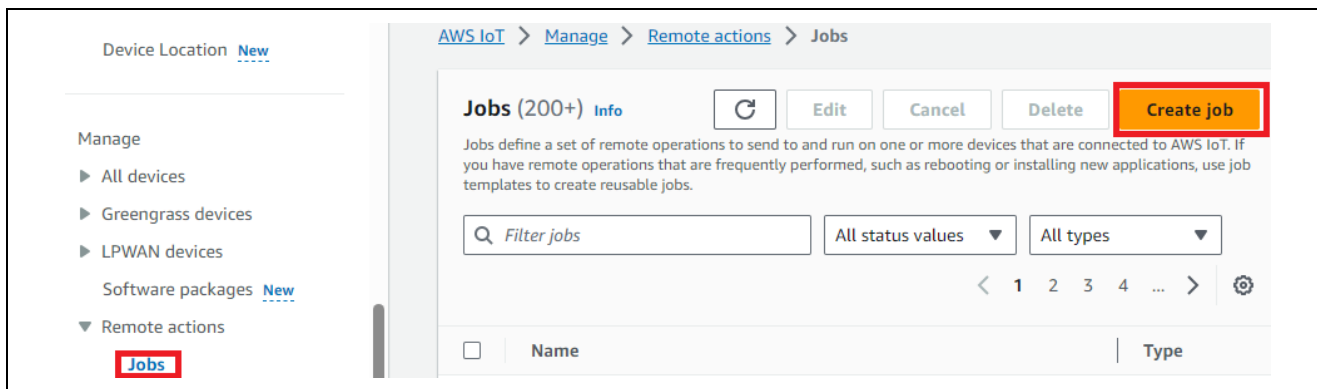 Device Location New
Manage
All devices
Greengrass devices
LPWAN devices
Software packages New
Remote actions
Jobs
AWS IoT > Manage > Remote actions > Jobs
Jobs (200+) Info
Edit
Cancel
Delete
Create job
Jobs define a set of remote operations to send to and run on one or more devices that are connected to AWS IoT. If
you have remote operations that are frequently performed, such as rebooting or installing new applications, use job
templates to create reusable jobs.
Filter jobs
All status values
All types
< 1 2 3 4 ... >
Name
Type